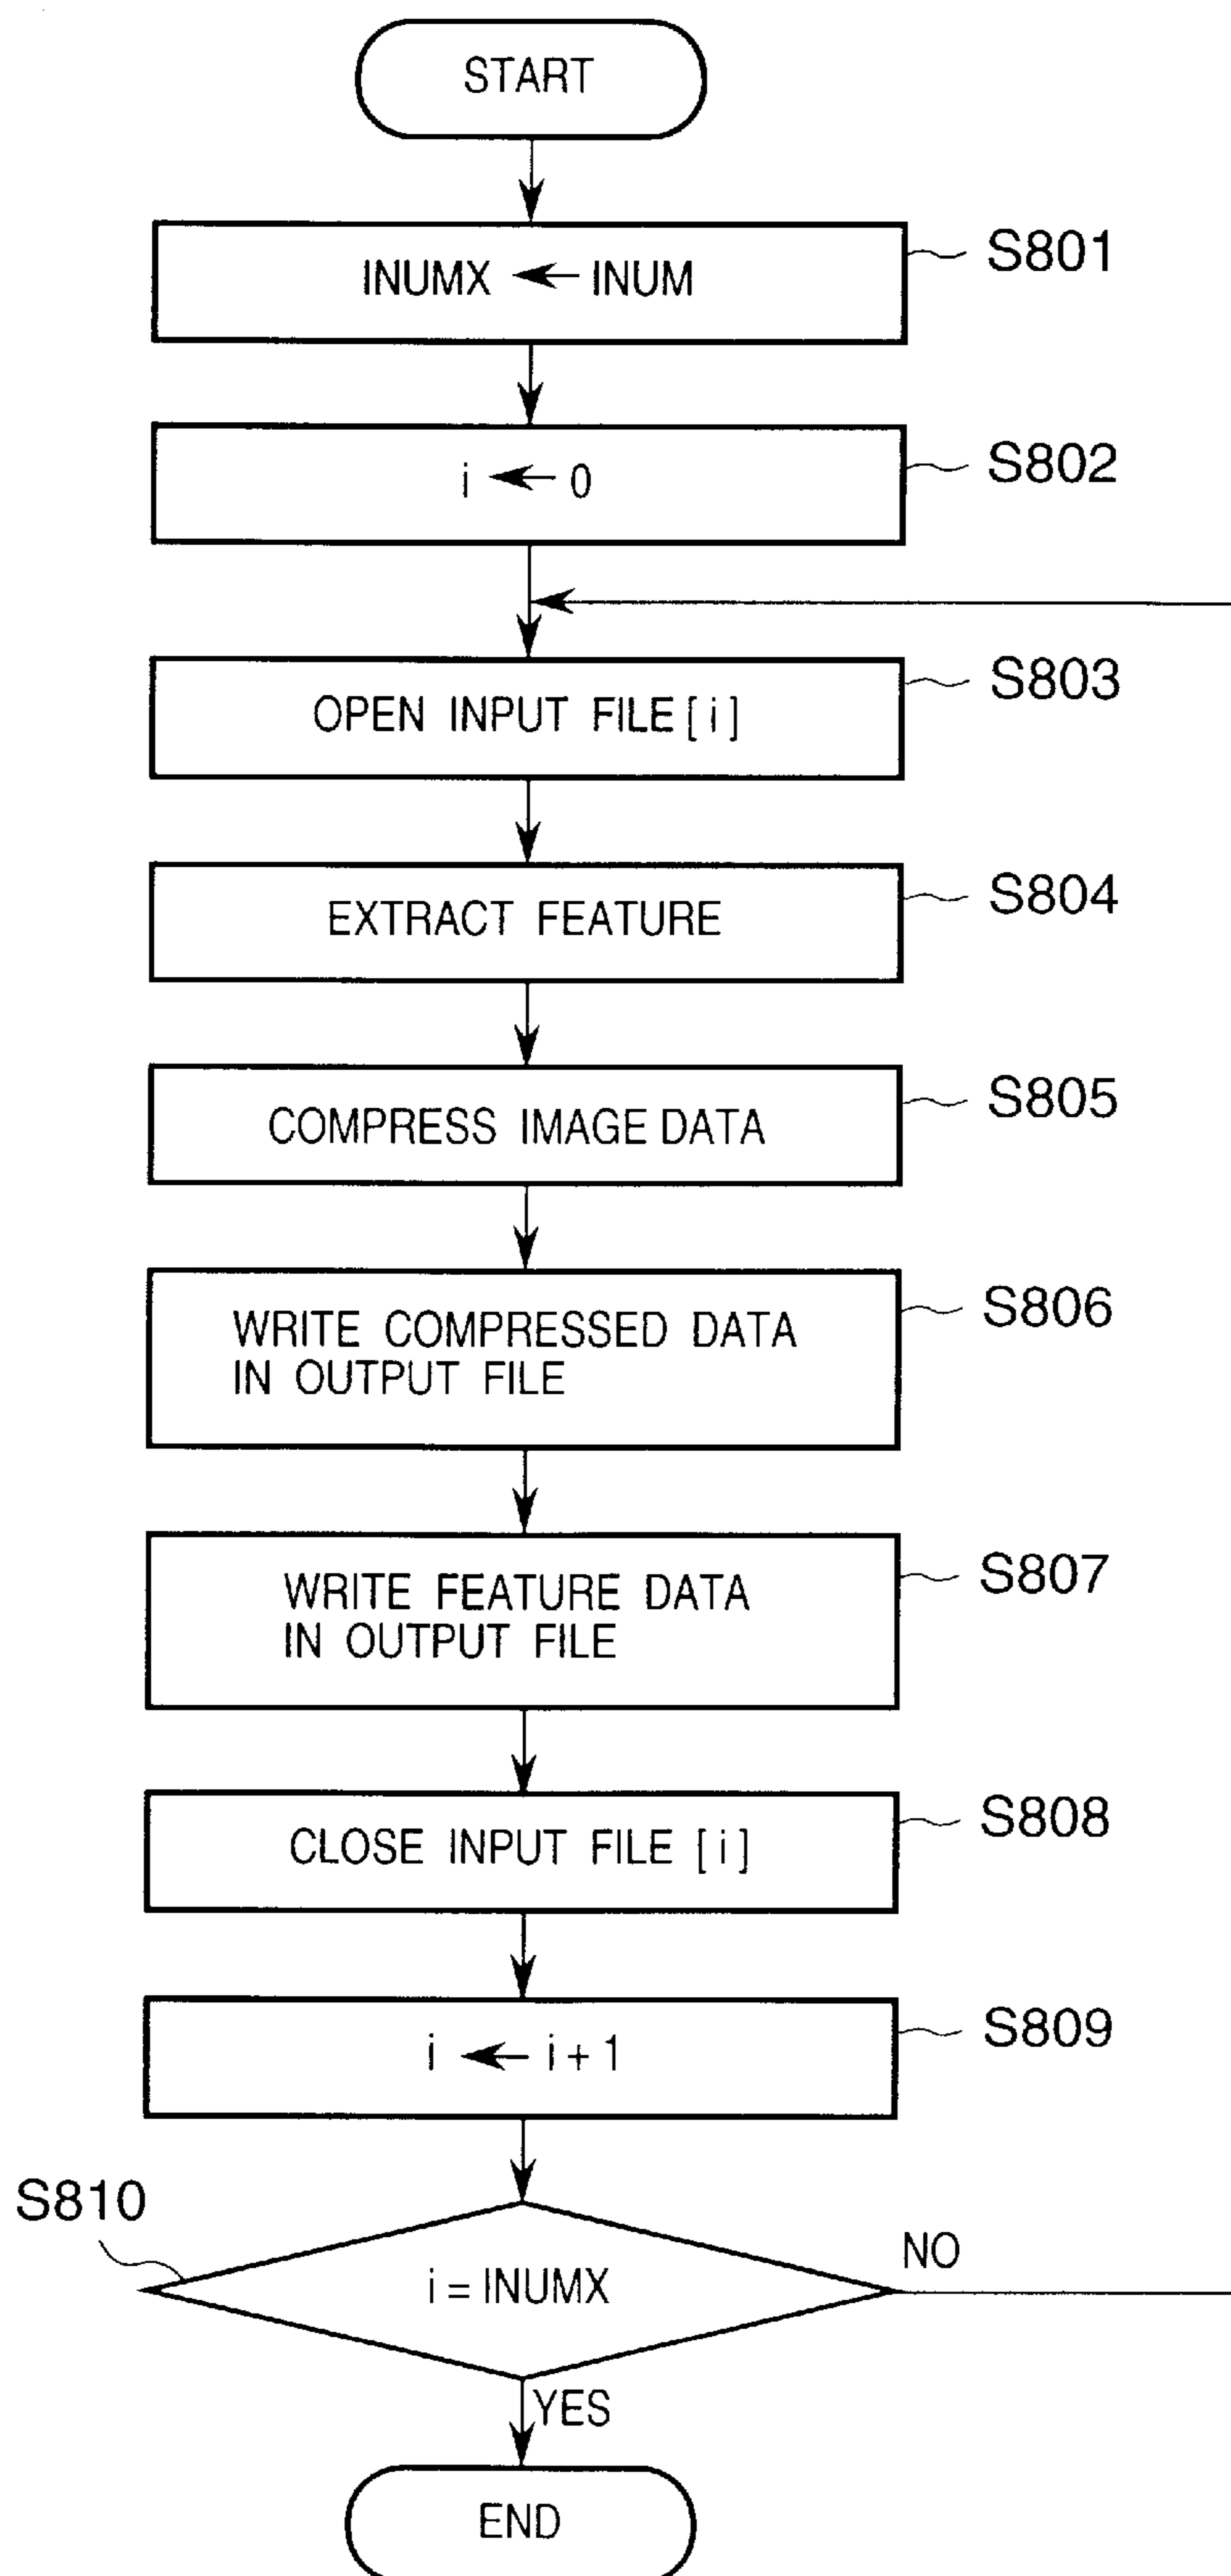 START
INUMX ← INUM
S801
i ← 0
S802
OPEN INPUT FILE [ i ]
S803
EXTRACT FEATURE
S804
COMPRESS IMAGE DATA
S805
WRITE COMPRESSED DATA
IN OUTPUT FILE
S806
WRITE FEATURE DATA
IN OUTPUT FILE
S807
CLOSE INPUT FILE [ i ]
S808
i ← i + 1
S809
S810
i = INUMX
NO
YES
END